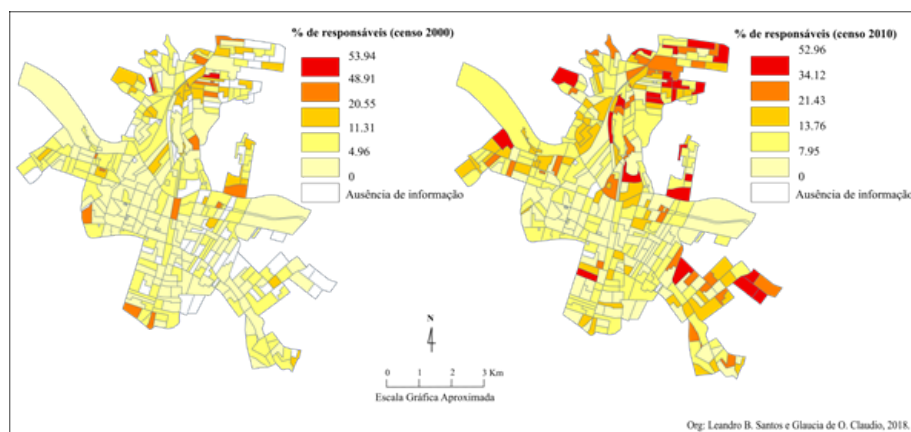 % de responsáveis (censo 2000)
53.94
48.91
20.55
11.31
4.96
0
Ausência de informação
% de responsáveis (censo 2010)
52.96
34.12
21.43
13.76
7.95
0
Ausência de informação
N
0 1 2 3 Km
Escala Gráfica Aproximada
Org: Leandro B. Santos e Glaucia de O. Claudio, 2018.